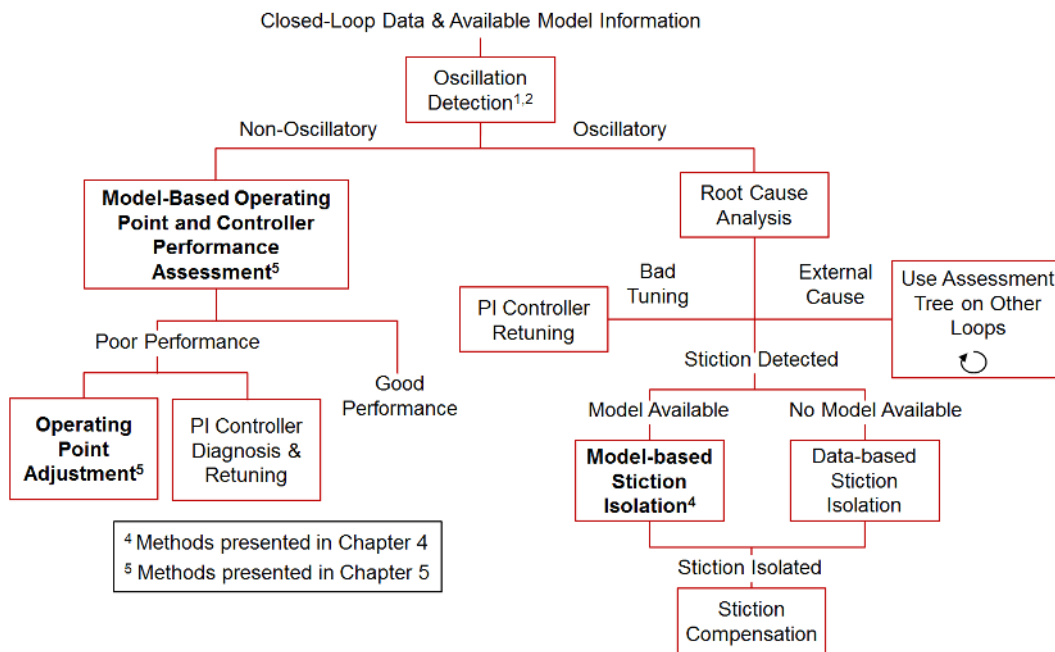 Closed-Loop Data & Available Model Information
Oscillation
Detection1,2
Non-Oscillatory
Oscillatory
Model-Based Operating
Point and Controller
Performance
Assessment5
Root Cause
Analysis
Bad
Tuning
External
Cause
PI Controller
Retuning
Use Assessment
Tree on Other
Loops
Poor Performance
Good
Performance
Stiction Detected
Operating
Point
Adjustment5
PI Controller
Diagnosis &
Retuning
Model Available
No Model Available
Model-based
Stiction
Isolation4
Data-based
Stiction
Isolation
4 Methods presented in Chapter 4
5 Methods presented in Chapter 5
Stiction Isolated
Stiction
Compensation